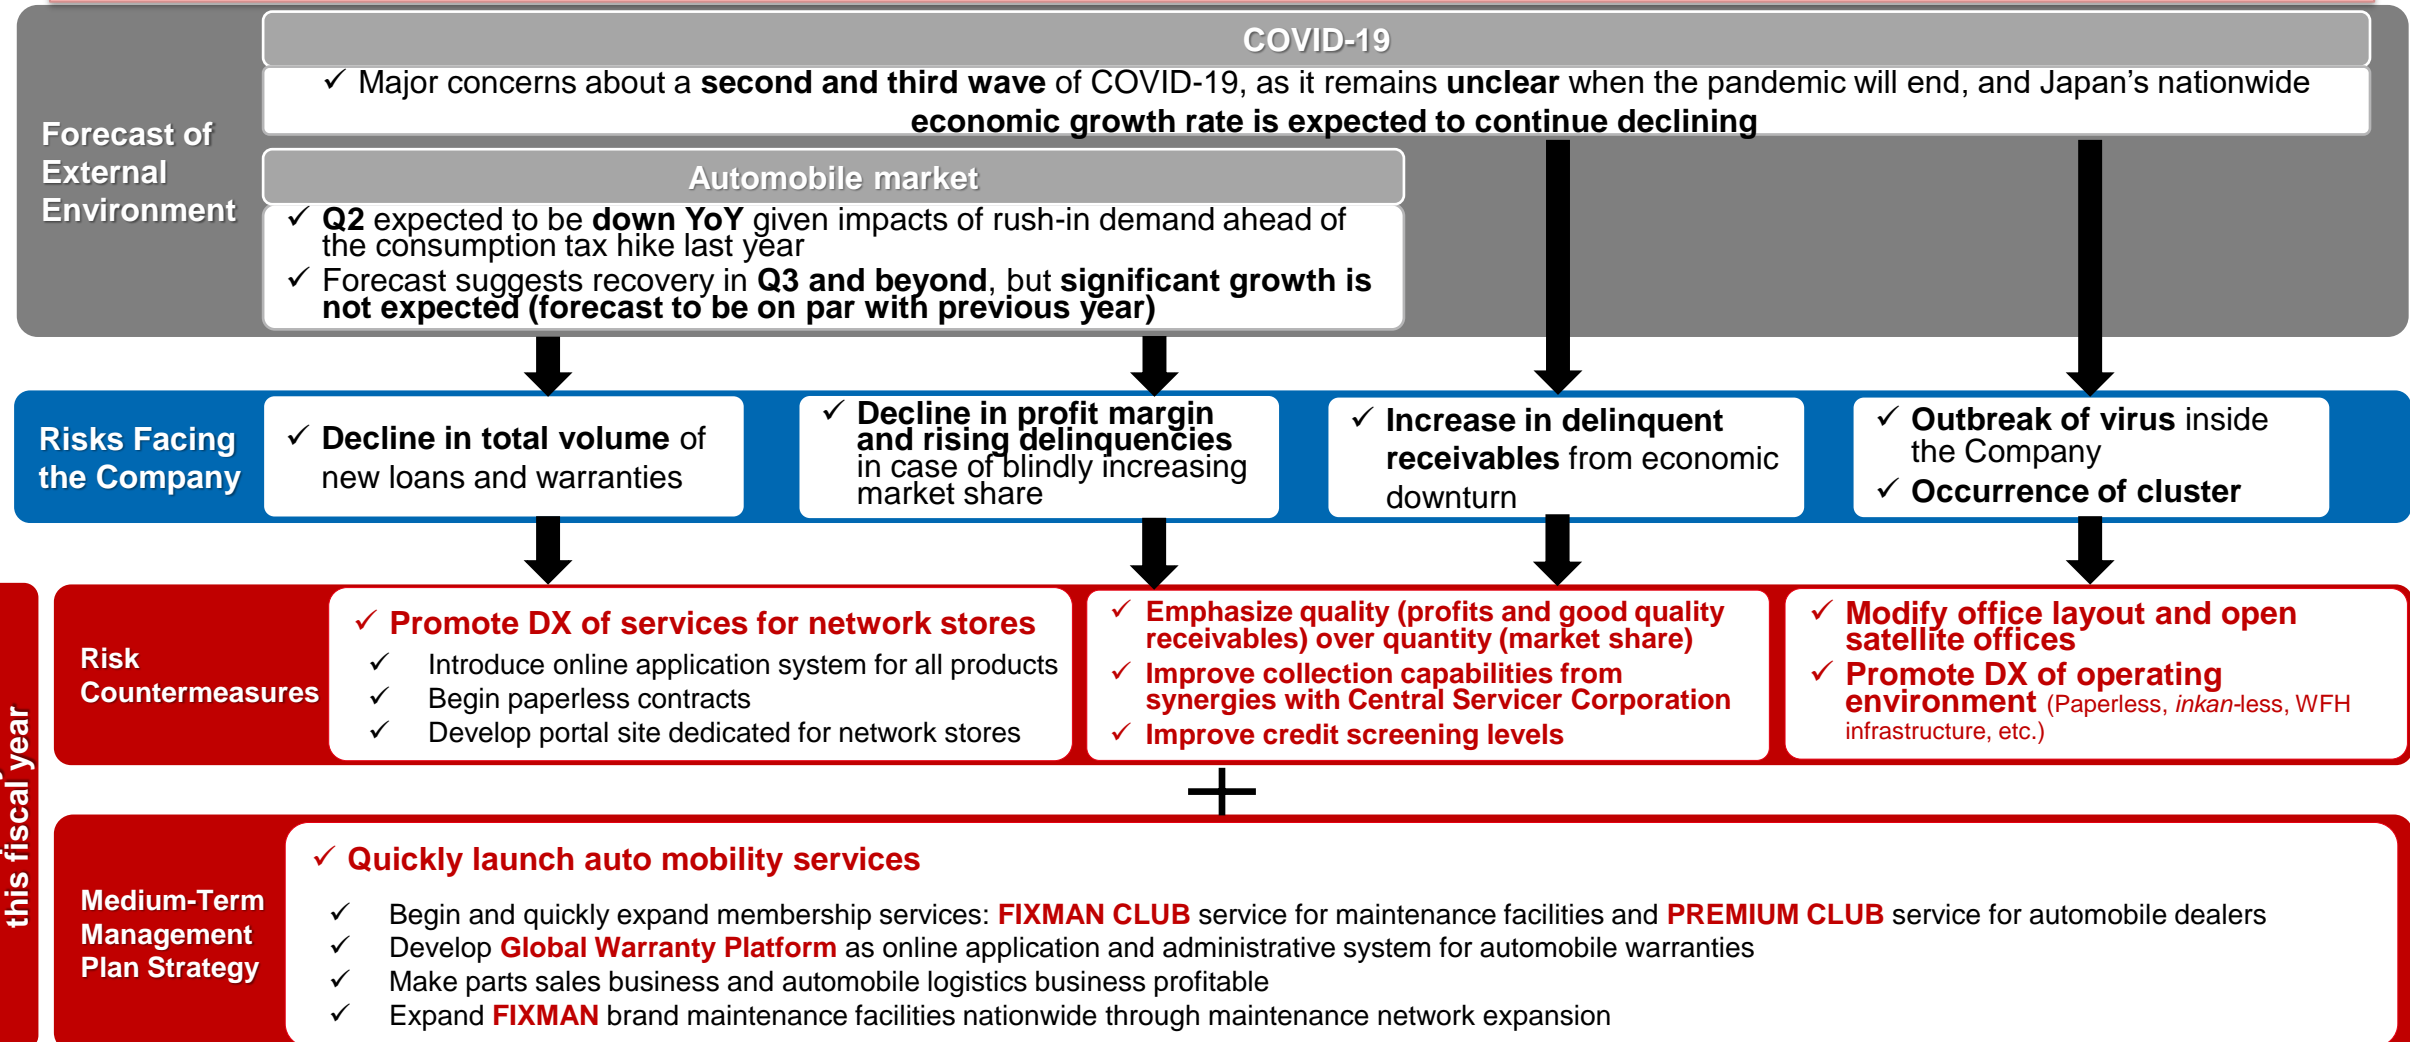 COVID-19
✓ Major concerns about a second and third wave of COVID-19, as it remains unclear when the pandemic will end, and Japan's nationwide
economic growth rate is expected to continue declining
Forecast of
External
Environment
Automobile market
✓ Q2 expected to be down YoY given impacts of rush-in demand ahead of
the consumption tax hike last year
✓ Forecast suggests recovery in Q3 and beyond, but significant growth is
not expected (forecast to be on par with previous year)
Risks Facing
the Company
✓ Decline in total volume of
new loans and warranties
✓ Decline in profit margin
and rising delinquencies
in case of blindly increasing
market share
✓ Increase in delinquent
receivables from economic
downturn
✓ Outbreak of virus inside
the Company
✓ Occurrence of cluster
this fiscal year
Risk
Countermeasures
✓ Promote DX of services for network stores
✓ Introduce online application system for all products
✓ Begin paperless contracts
✓ Develop portal site dedicated for network stores
✓ Emphasize quality (profits and good quality
receivables) over quantity (market share)
✓ Improve collection capabilities from
synergies with Central Servicer Corporation
✓ Improve credit screening levels
✓ Modify office layout and open
satellite offices
✓ Promote DX of operating
environment (Paperless, inkan-less, WFH
infrastructure, etc.)
+
Medium-Term
Management
Plan Strategy
✓ Quickly launch auto mobility services
✓ Begin and quickly expand membership services: FIXMAN CLUB service for maintenance facilities and PREMIUM CLUB service for automobile dealers
✓ Develop Global Warranty Platform as online application and administrative system for automobile warranties
✓ Make parts sales business and automobile logistics business profitable
✓ Expand FIXMAN brand maintenance facilities nationwide through maintenance network expansion